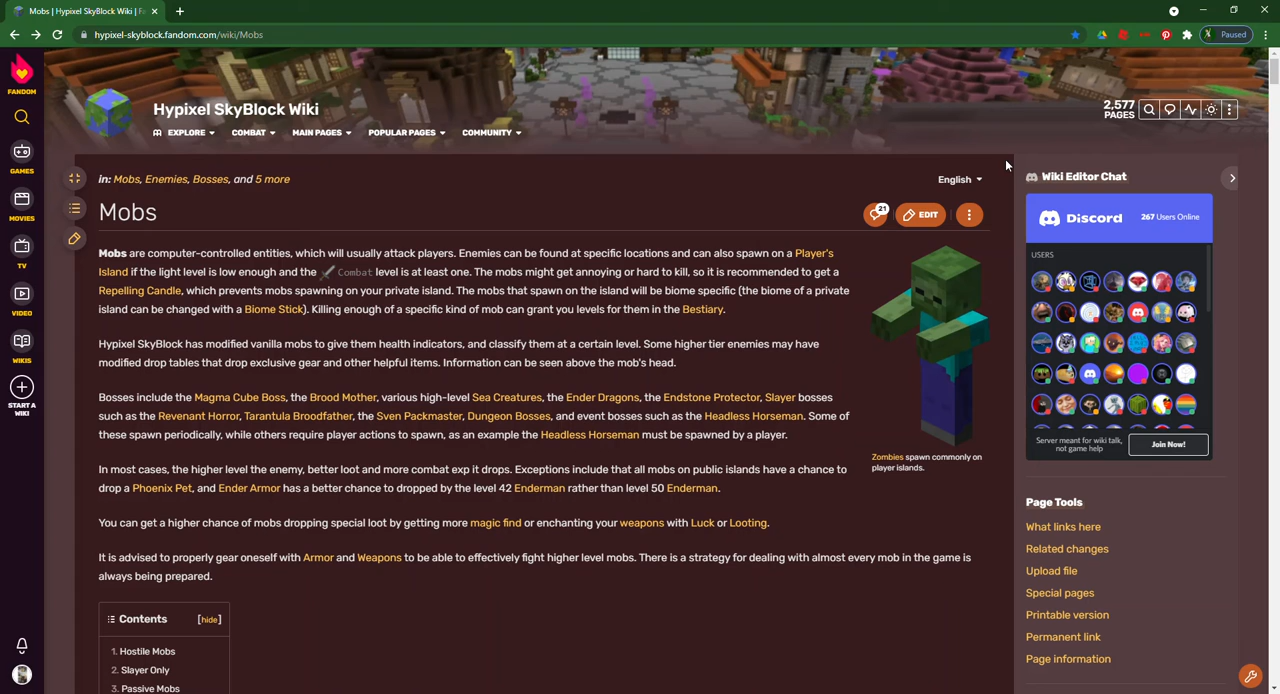 Mobs | Hypixel SkyBlock Wiki | Fa
hypixel-skyblock.fandom.com/wiki/Mobs
Paused
FANDOM
GAMES
MOVIES
TV
VIDEO
WIKIS
START A
WIKI
Hypixel SkyBlock Wiki
EXPLORE
COMBAT
MAIN PAGES
POPULAR PAGES
COMMUNITY
2,577
PAGES
in: Mobs, Enemies, Bosses, and 5 more
English
Mobs
21
EDIT
Mobs are computer-controlled entities, which will usually attack players. Enemies can be found at specific locations and can also spawn on a Player's
Island if the light level is low enough and the Combat level is at least one. The mobs might get annoying or hard to kill, so it is recommended to get a
Repelling Candle, which prevents mobs spawning on your private island. The mobs that spawn on the island will be biome specific (the biome of a private
island can be changed with a Biome Stick). Killing enough of a specific kind of mob can grant you levels for them in the Bestiary.
Hypixel SkyBlock has modified vanilla mobs to give them health indicators, and classify them at a certain level. Some higher tier enemies may have
modified drop tables that drop exclusive gear and other helpful items. Information can be seen above the mob's head.
Bosses include the Magma Cube Boss, the Brood Mother, various high-level Sea Creatures, the Ender Dragons, the Endstone Protector, Slayer bosses
such as the Revenant Horror, Tarantula Broodfather, the Sven Packmaster, Dungeon Bosses, and event bosses such as the Headless Horseman. Some of
these spawn periodically, while others require player actions to spawn, as an example the Headless Horseman must be spawned by a player.
In most cases, the higher level the enemy, better loot and more combat exp it drops. Exceptions include that all mobs on public islands have a chance to
drop a Phoenix Pet, and Ender Armor has a better chance to dropped by the level 42 Enderman rather than level 50 Enderman.
You can get a higher chance of mobs dropping special loot by getting more magic find or enchanting your weapons with Luck or Looting.
It is advised to properly gear oneself with Armor and Weapons to be able to effectively fight higher level mobs. There is a strategy for dealing with almost every mob in the game is
always being prepared.
Zombies spawn commonly on
player islands.
Contents [hide]
1. Hostile Mobs
2. Slayer Only
3. Passive Mobs
Wiki Editor Chat
Discord
267 Users Online
USERS
Server meant for wiki talk,
not game help
Join Now!
Page Tools
What links here
Related changes
Upload file
Special pages
Printable version
Permanent link
Page information